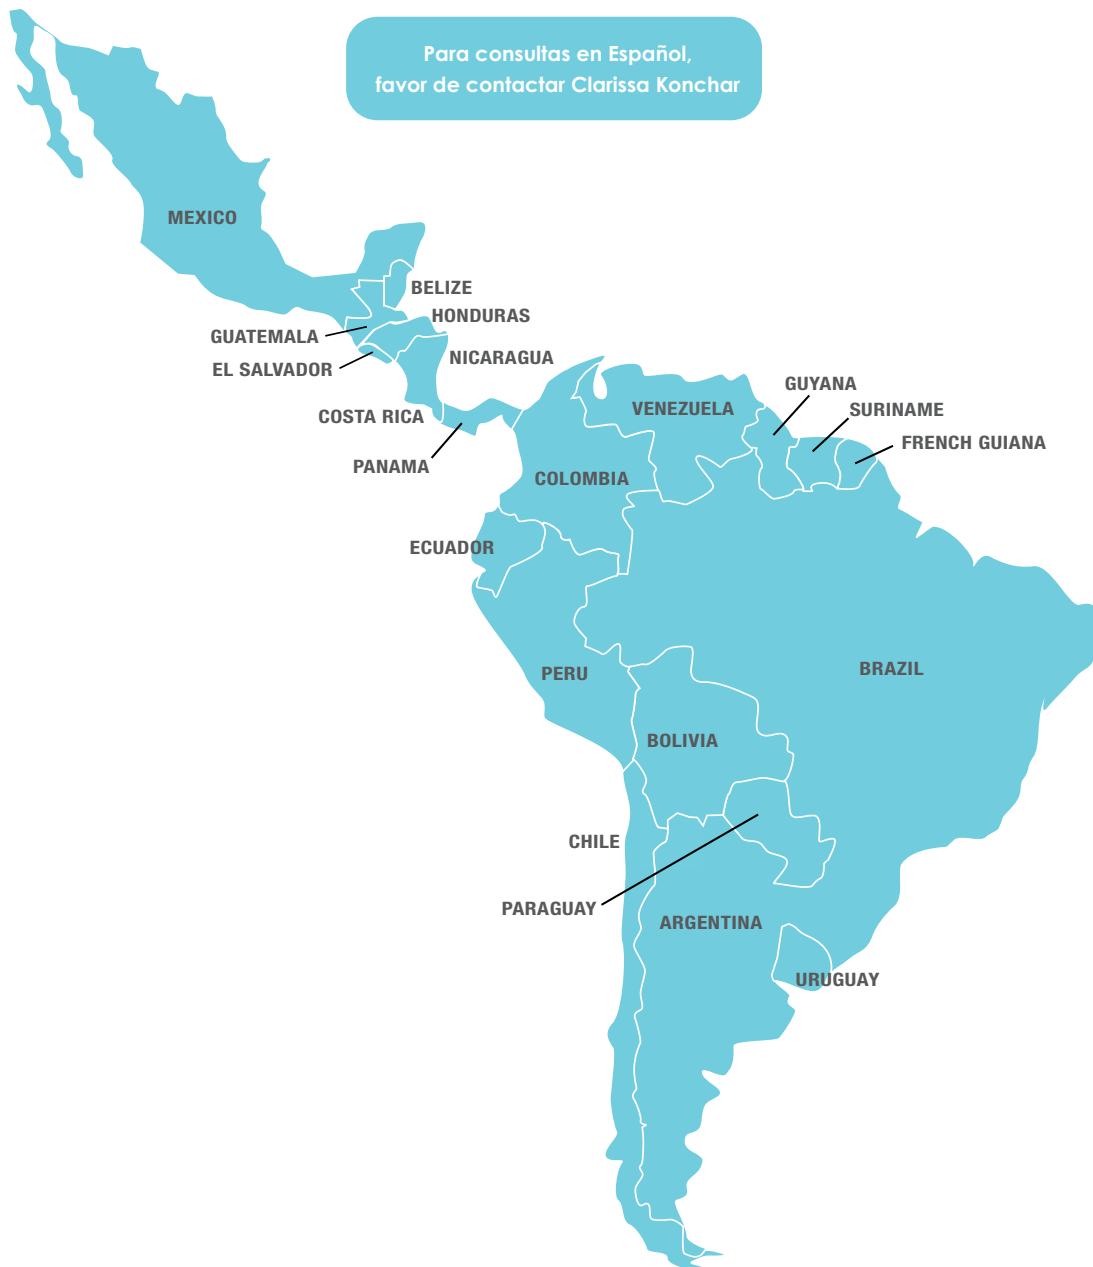 Para consultas en Español,
favor de contactar Clarissa Konchar
MEXICO
BELIZE
HONDURAS
GUATEMALA
NICARAGUA
EL SALVADOR
GUYANA
VENEZUELA
SURINAME
COSTA RICA
FRENCH GUIANA
PANAMA
COLOMBIA
ECUADOR
PERU
BRAZIL
BOLIVIA
CHILE
PARAGUAY
ARGENTINA
URUGUAY